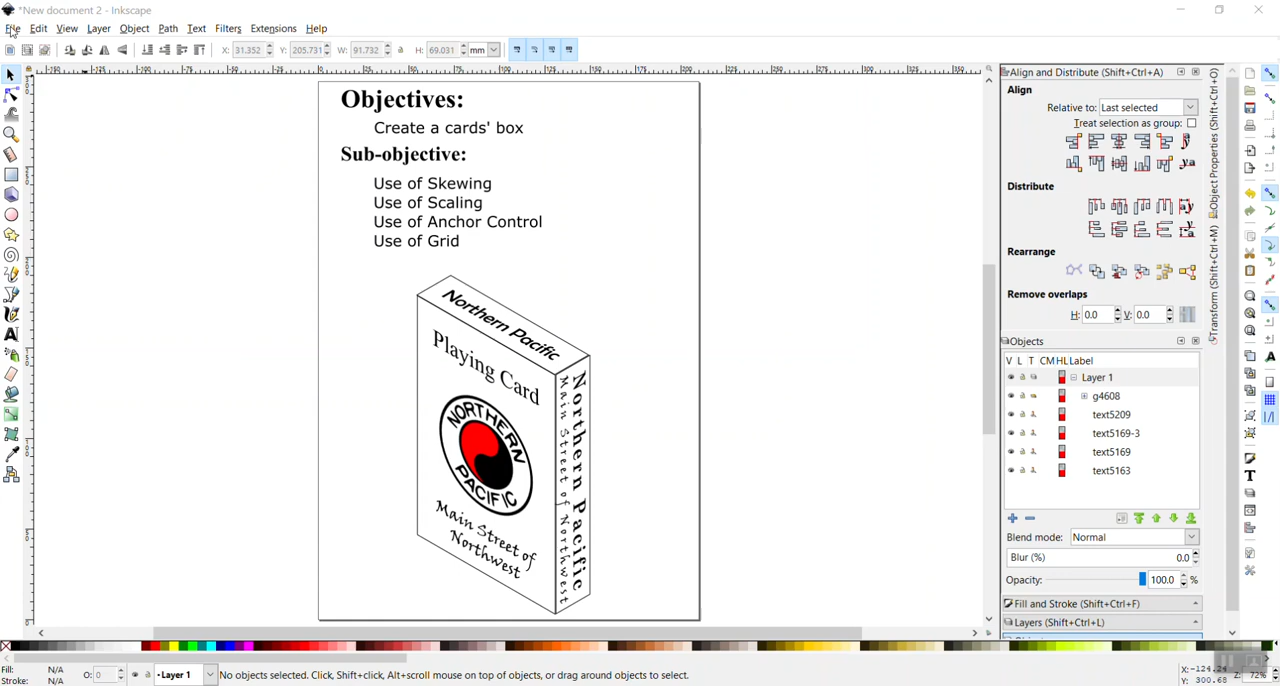 *New document 2 - Inkscape
File Edit View Layer Object Path Text Filters Extensions Help
X: 31.352 Y: 205.731 W: 91.732 H: 69.031 mm
Objectives:
Create a cards' box
Sub-objective:
Use of Skewing
Use of Scaling
Use of Anchor Control
Use of Grid
Northern Pacific
Playing Card
NORTHERN
PACIFIC
Main Street of
Northwest
Northern Pacific
Main Street of Northwest
Align and Distribute (Shift+Ctrl+A)
Align
Relative to: Last selected
Treat selection as group:
Distribute
Rearrange
Remove overlaps
H: 0.0 V: 0.0
Objects
V L T CM HL Label
Layer 1
g4608
text5209
text5169-3
text5169
text5163
Blend mode: Normal
Blur (%) 0.0
Opacity: 100.0 %
Fill and Stroke (Shift+Ctrl+F)
Layers (Shift+Ctrl+L)
Object Properties (Shift+Ctrl+O)
Transform (Shift+Ctrl+M)
Fill: N/A
Stroke: N/A
O: 0
Layer 1
No objects selected. Click, Shift+click, Alt+scroll mouse on top of objects, or drag around objects to select.
X: -124.24
Y: 300.68
Z: 72%